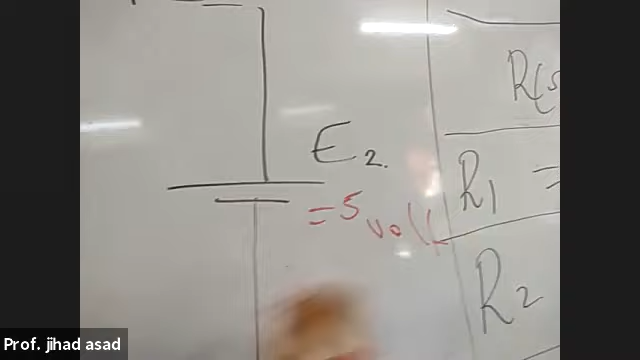 E2.
= 5 volt
R(s
R1 =
R2
Prof. jihad asad